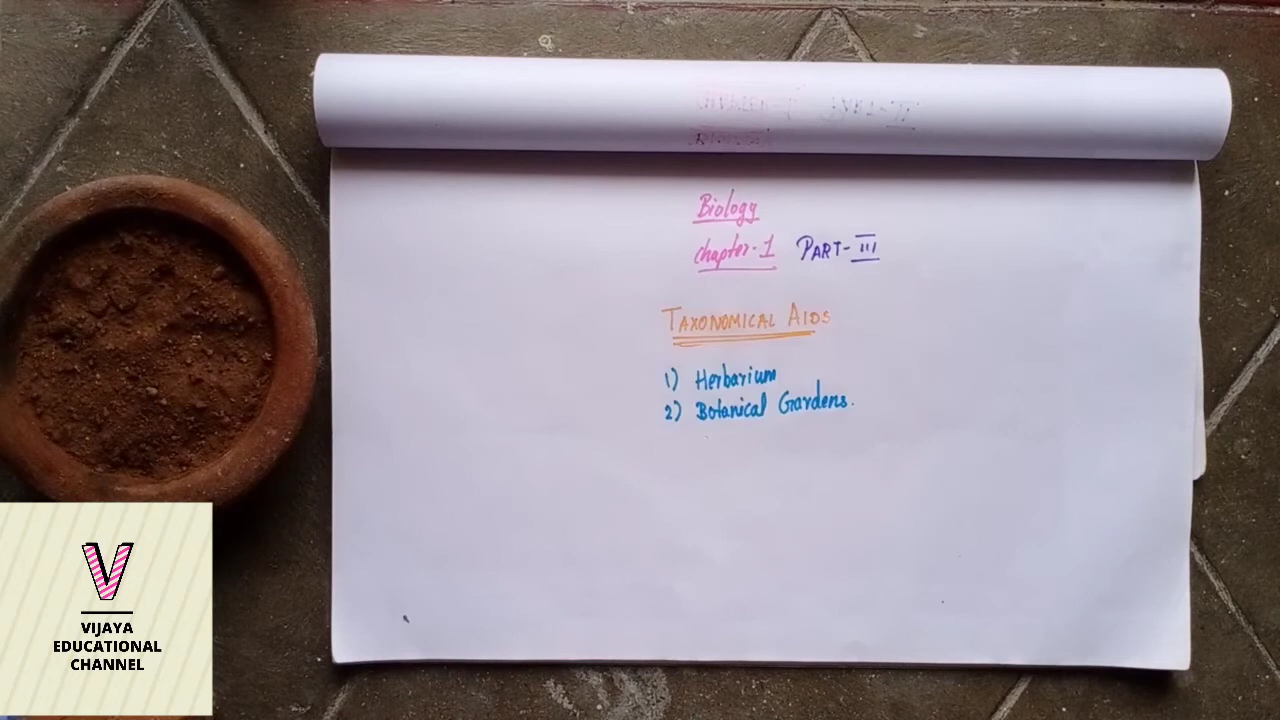 Biology
Chapter-1 PART-III
TAXONOMICAL AIDS
1) Herbarium
2) Botanical Gardens.
V
VIJAYA
EDUCATIONAL
CHANNEL